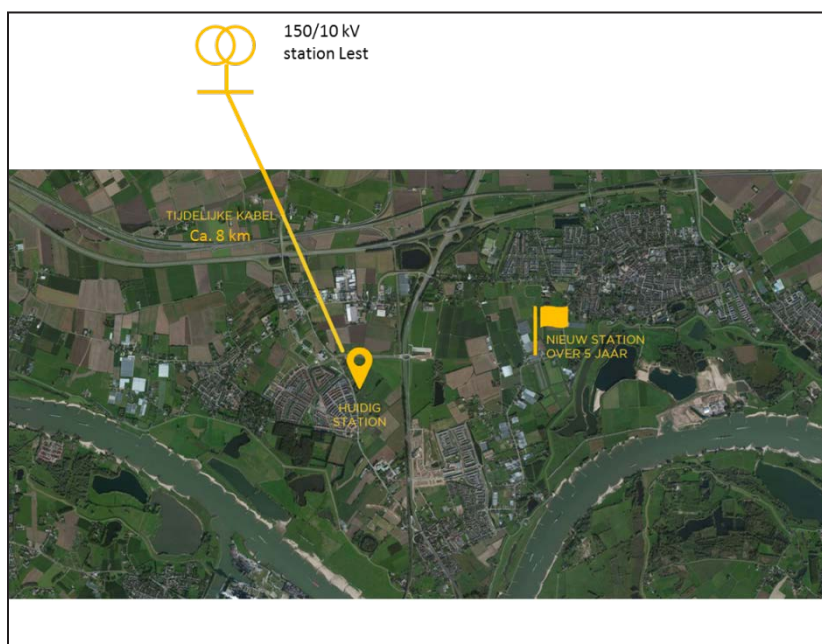 150/10 kV
station Lest
TIJDELIJKE KABEL
Ca. 8 km
NIEUW STATION
OVER 5 JAAR
HUIDIG
STATION